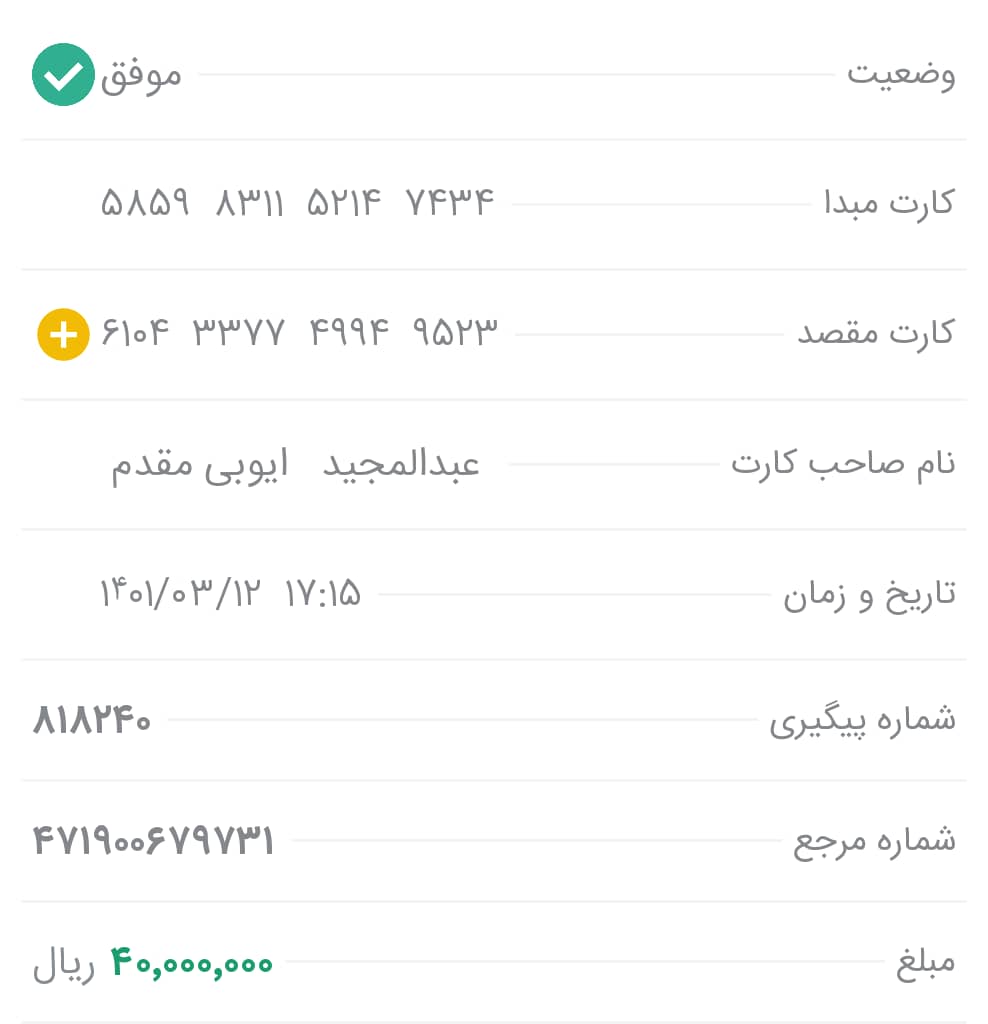 وضعیت موفق
کارت مبدا ۵۸۵۹ ۸۳۱۱ ۵۲۱۴ ۷۴۳۴
کارت مقصد ۶۱۰۴ ۳۳۷۷ ۴۹۹۴ ۹۵۲۳
نام صاحب کارت عبدالمجید ایوبی مقدم
تاریخ و زمان ۱۴۰۱/۰۳/۱۲ ۱۷:۱۵
شماره پیگیری ۸۱۸۲۴۰
شماره مرجع ۴۷۱۹۰۰۶۷۹۷۳۱
مبلغ ۴۰,۰۰۰,۰۰۰ ریال